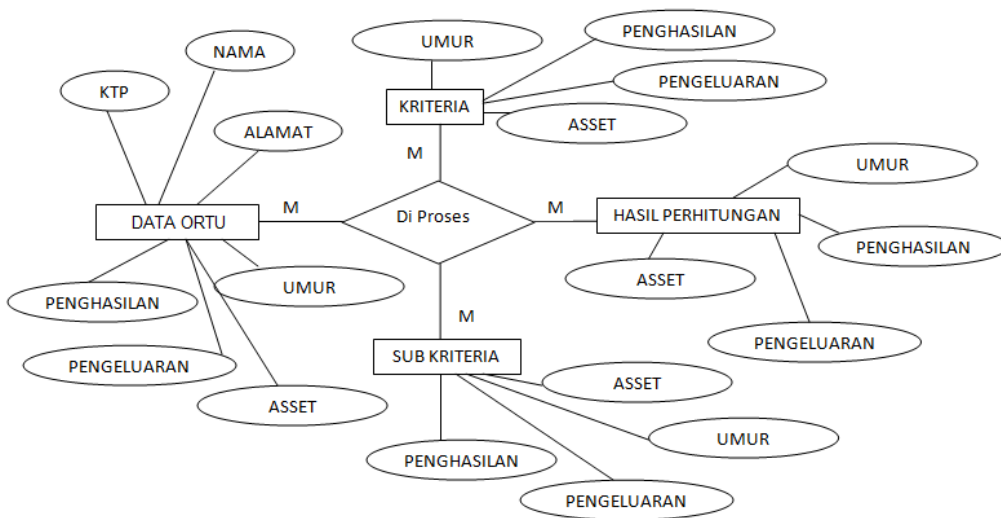 UMUR
PENGHASILAN
NAMA
PENGELUARAN
KTP
KRITERIA
ASSET
ALAMAT
M
UMUR
M
Di Proses
M
DATA ORTU
HASIL PERHITUNGAN
PENGHASILAN
ASSET
UMUR
PENGHASILAN
M
PENGELUARAN
SUB KRITERIA
PENGELUARAN
ASSET
ASSET
UMUR
PENGHASILAN
PENGELUARAN